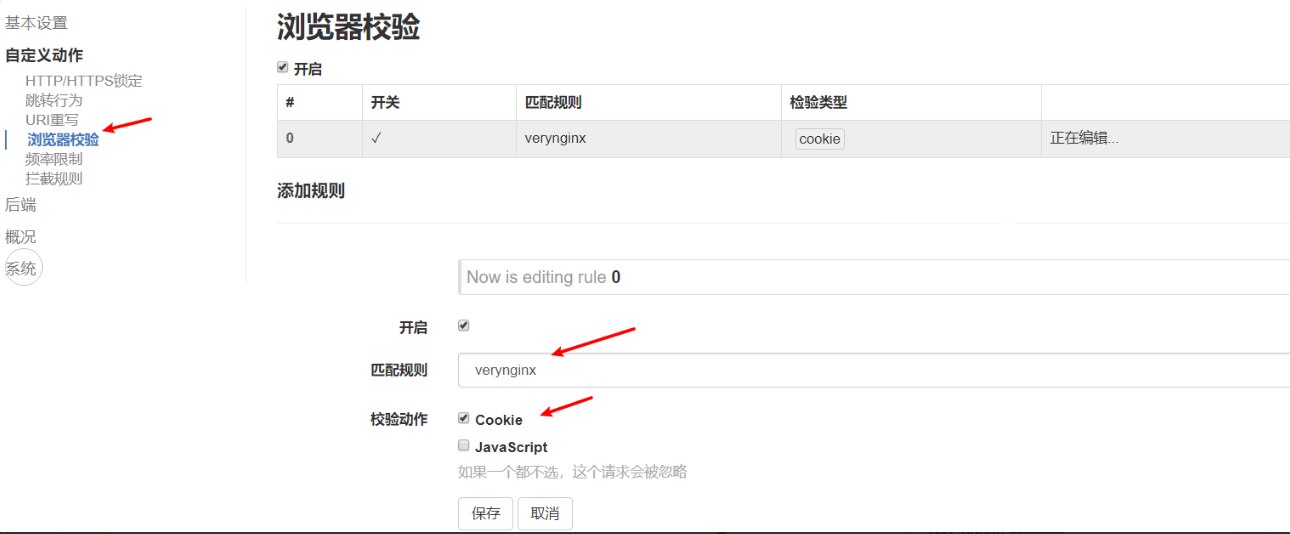 基本设置
自定义动作
HTTP/HTTPS锁定
跳转行为
URI重写
浏览器校验
频率限制
拦截规则
后端
概况
系统
浏览器校验
开启
# 开关 匹配规则 检验类型
0 ✓ verynginx cookie 正在编辑...
添加规则
Now is editing rule 0
开启
匹配规则 verynginx
校验动作 Cookie
JavaScript
如果一个都不选，这个请求会被忽略
保存 取消